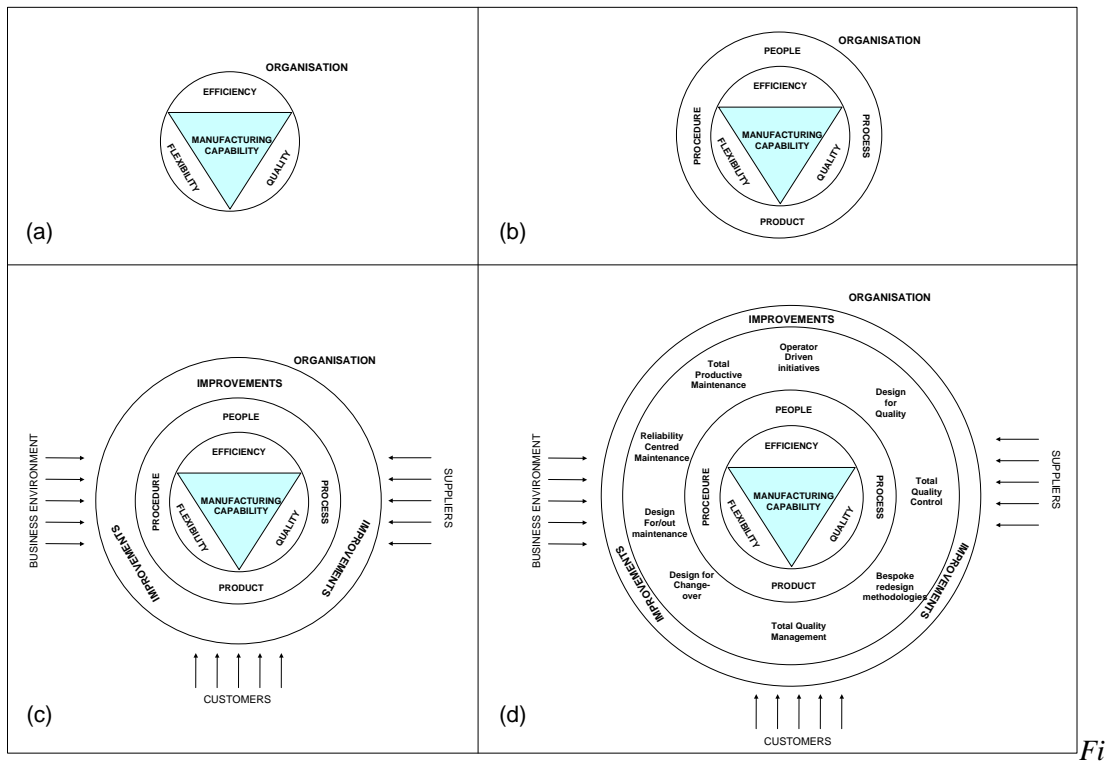 ORGANISATION
EFFICIENCY
MANUFACTURING
CAPABILITY
FLEXIBILITY
QUALITY
(a)
ORGANISATION
PEOPLE
EFFICIENCY
PROCEDURE
MANUFACTURING
CAPABILITY
PROCESS
FLEXIBILITY
QUALITY
PRODUCT
(b)
ORGANISATION
IMPROVEMENTS
PEOPLE
EFFICIENCY
BUSINESS ENVIRONMENT
PROCEDURE
MANUFACTURING
CAPABILITY
PROCESS
SUPPLIERS
FLEXIBILITY
QUALITY
IMPROVEMENTS
IMPROVEMENTS
PRODUCT
CUSTOMERS
(c)
ORGANISATION
IMPROVEMENTS
Operator
Driven
initiatives
Total
Productive
Maintenance
Design
for
Quality
PEOPLE
Reliability
Centred
Maintenance
EFFICIENCY
BUSINESS ENVIRONMENT
PROCEDURE
MANUFACTURING
CAPABILITY
PROCESS
Total
Quality
Control
SUPPLIERS
Design
For/out
maintenance
FLEXIBILITY
QUALITY
Design for
Change-
over
PRODUCT
Bespoke
redesign
methodologies
IMPROVEMENTS
IMPROVEMENTS
Total Quality
Management
CUSTOMERS
(d)
Fi